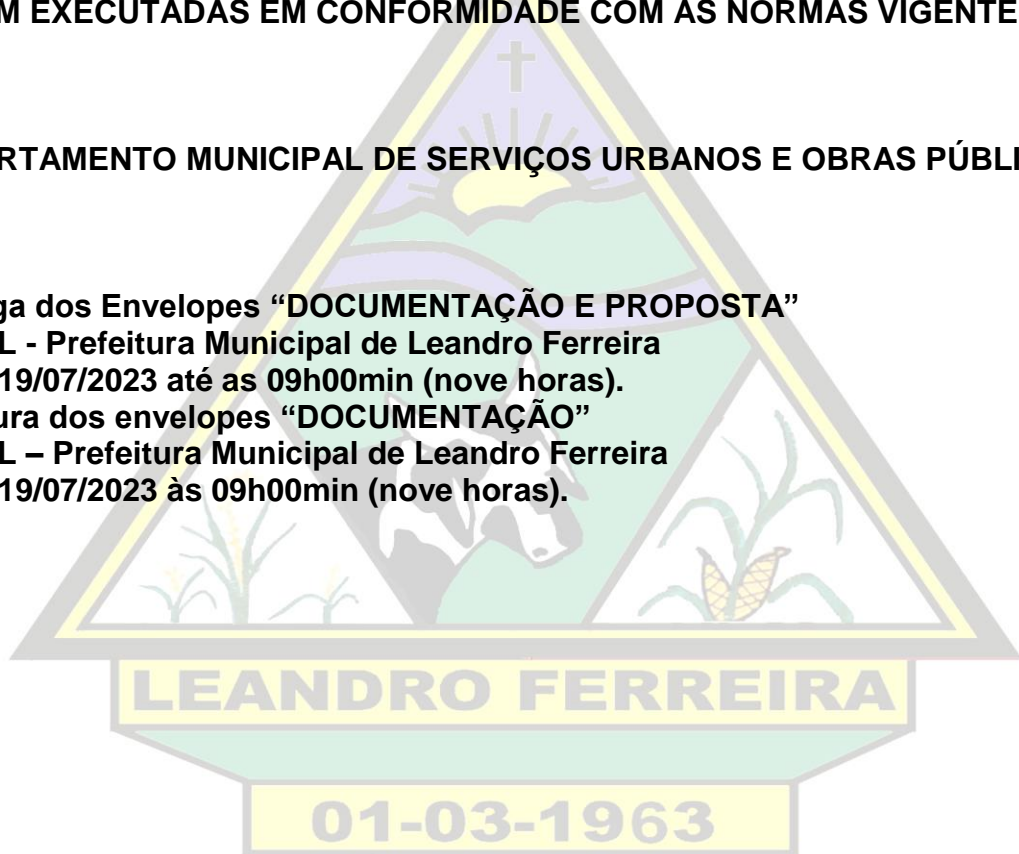 M EXECUTADAS EM CONFORMIDADE COM AS NORMAS VIGENTE
RTAMENTO MUNICIPAL DE SERVIÇOS URBANOS E OBRAS PÚBLI
ga dos Envelopes “DOCUMENTAÇÃO E PROPOSTA”
L - Prefeitura Municipal de Leandro Ferreira
19/07/2023 até as 09h00min (nove horas).
ura dos envelopes “DOCUMENTAÇÃO”
L – Prefeitura Municipal de Leandro Ferreira
19/07/2023 às 09h00min (nove horas).
LEANDRO FERREIRA
01-03-1963